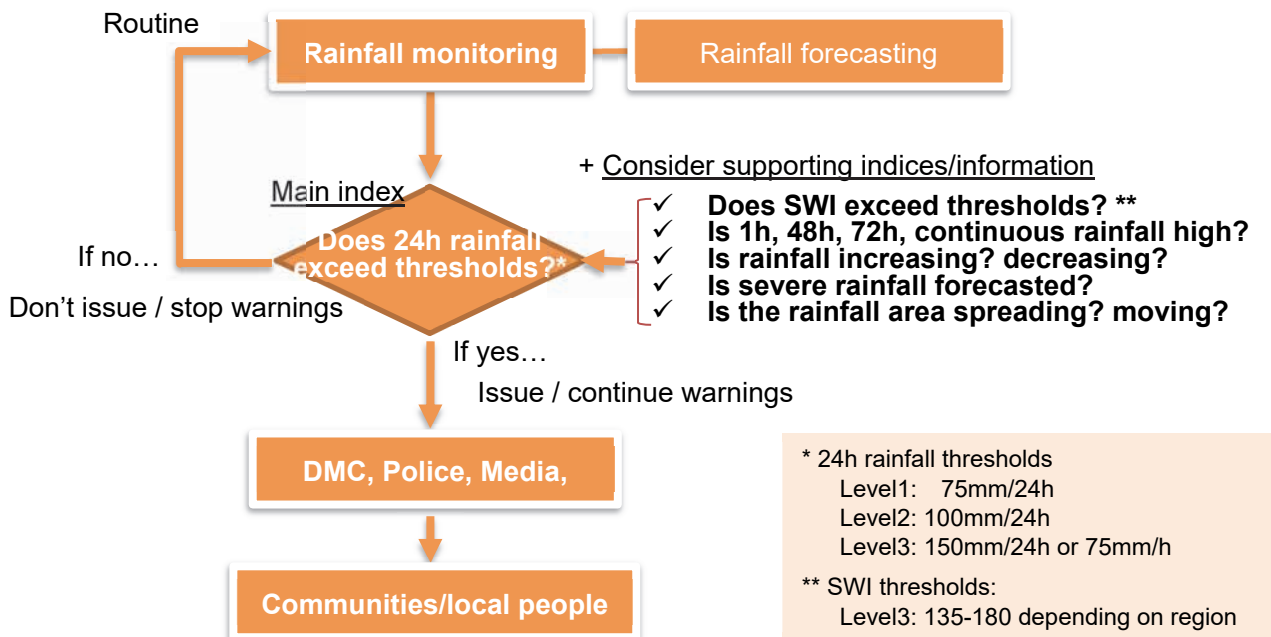 Routine
Rainfall monitoring
Rainfall forecasting
+ Consider supporting indices/information
Main index
Does 24h rainfall
exceed thresholds?*
✓ Does SWI exceed thresholds? **
✓ Is 1h, 48h, 72h, continuous rainfall high?
✓ Is rainfall increasing? decreasing?
✓ Is severe rainfall forecasted?
✓ Is the rainfall area spreading? moving?
If no…
Don't issue / stop warnings
If yes…
Issue / continue warnings
DMC, Police, Media,
Communities/local people
* 24h rainfall thresholds
Level1: 75mm/24h
Level2: 100mm/24h
Level3: 150mm/24h or 75mm/h
** SWI thresholds:
Level3: 135-180 depending on region